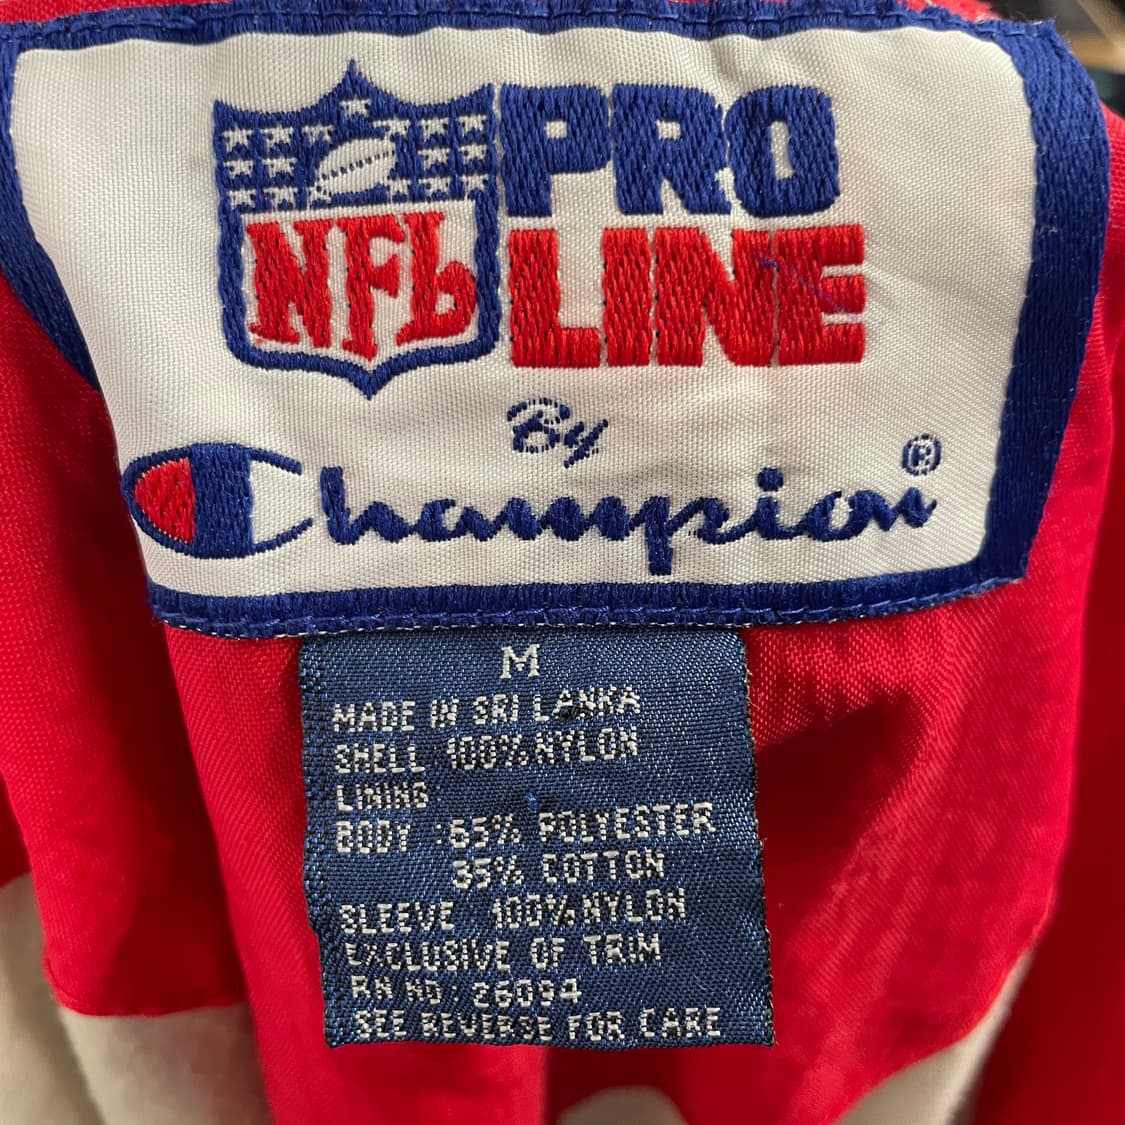 PRO
NFL LINE
By
Champion®
M
MADE IN SRI LANKA
SHELL 100% NYLON
LINING
BODY :65% POLYESTER
35% COTTON
SLEEVE 100% NYLON
EXCLUSIVE OF TRIM
RN NO: 26094
SEE REVERSE FOR CARE